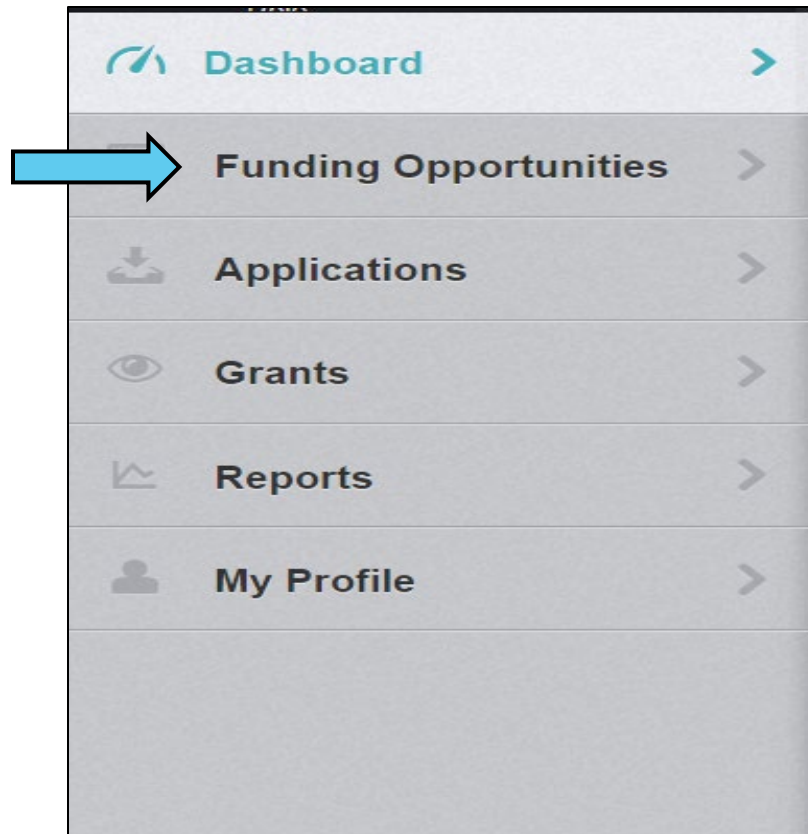 Dashboard
Funding Opportunities
Applications
Grants
Reports
My Profile